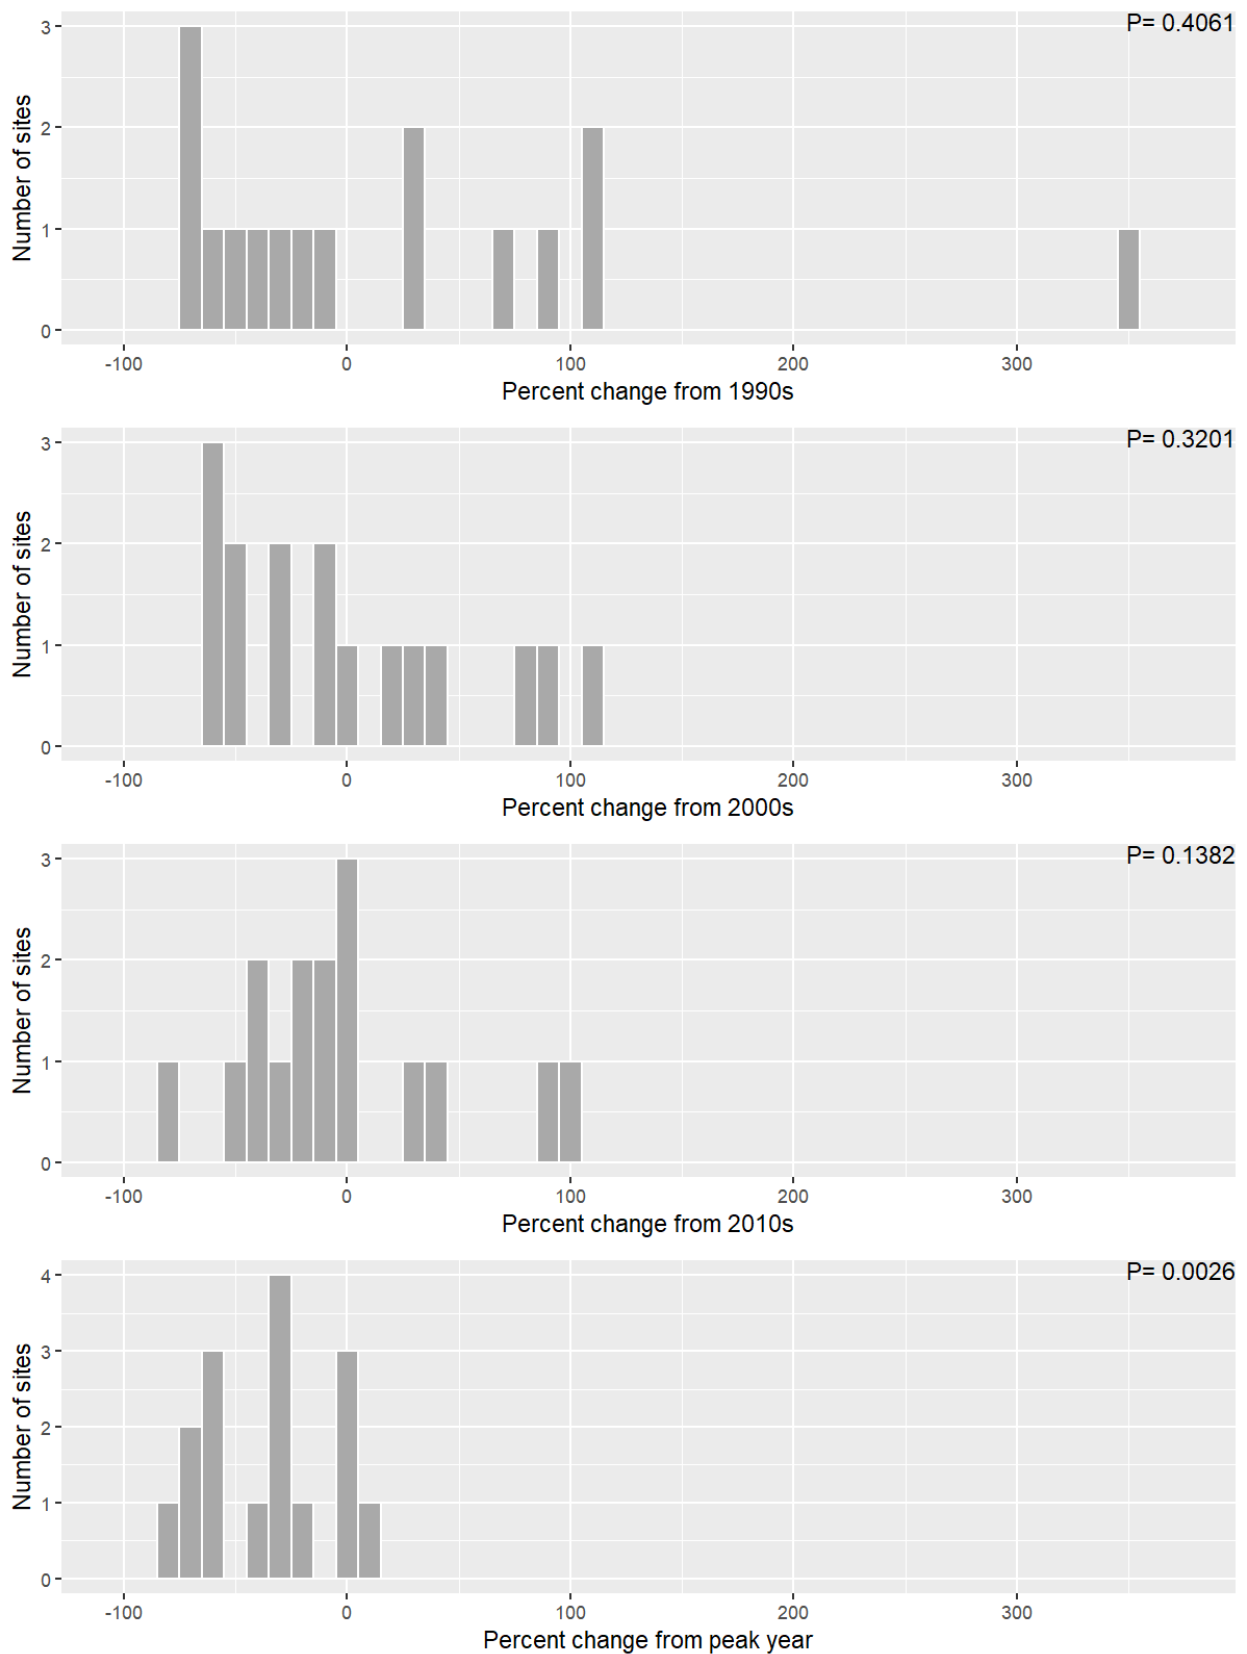 P= 0.4061
3
2
1
0
Number of sites
-100 0 100 200 300
Percent change from 1990s
P= 0.3201
3
2
1
0
Number of sites
-100 0 100 200 300
Percent change from 2000s
P= 0.1382
3
2
1
0
Number of sites
-100 0 100 200 300
Percent change from 2010s
P= 0.0026
4
3
2
1
0
Number of sites
-100 0 100 200 300
Percent change from peak year